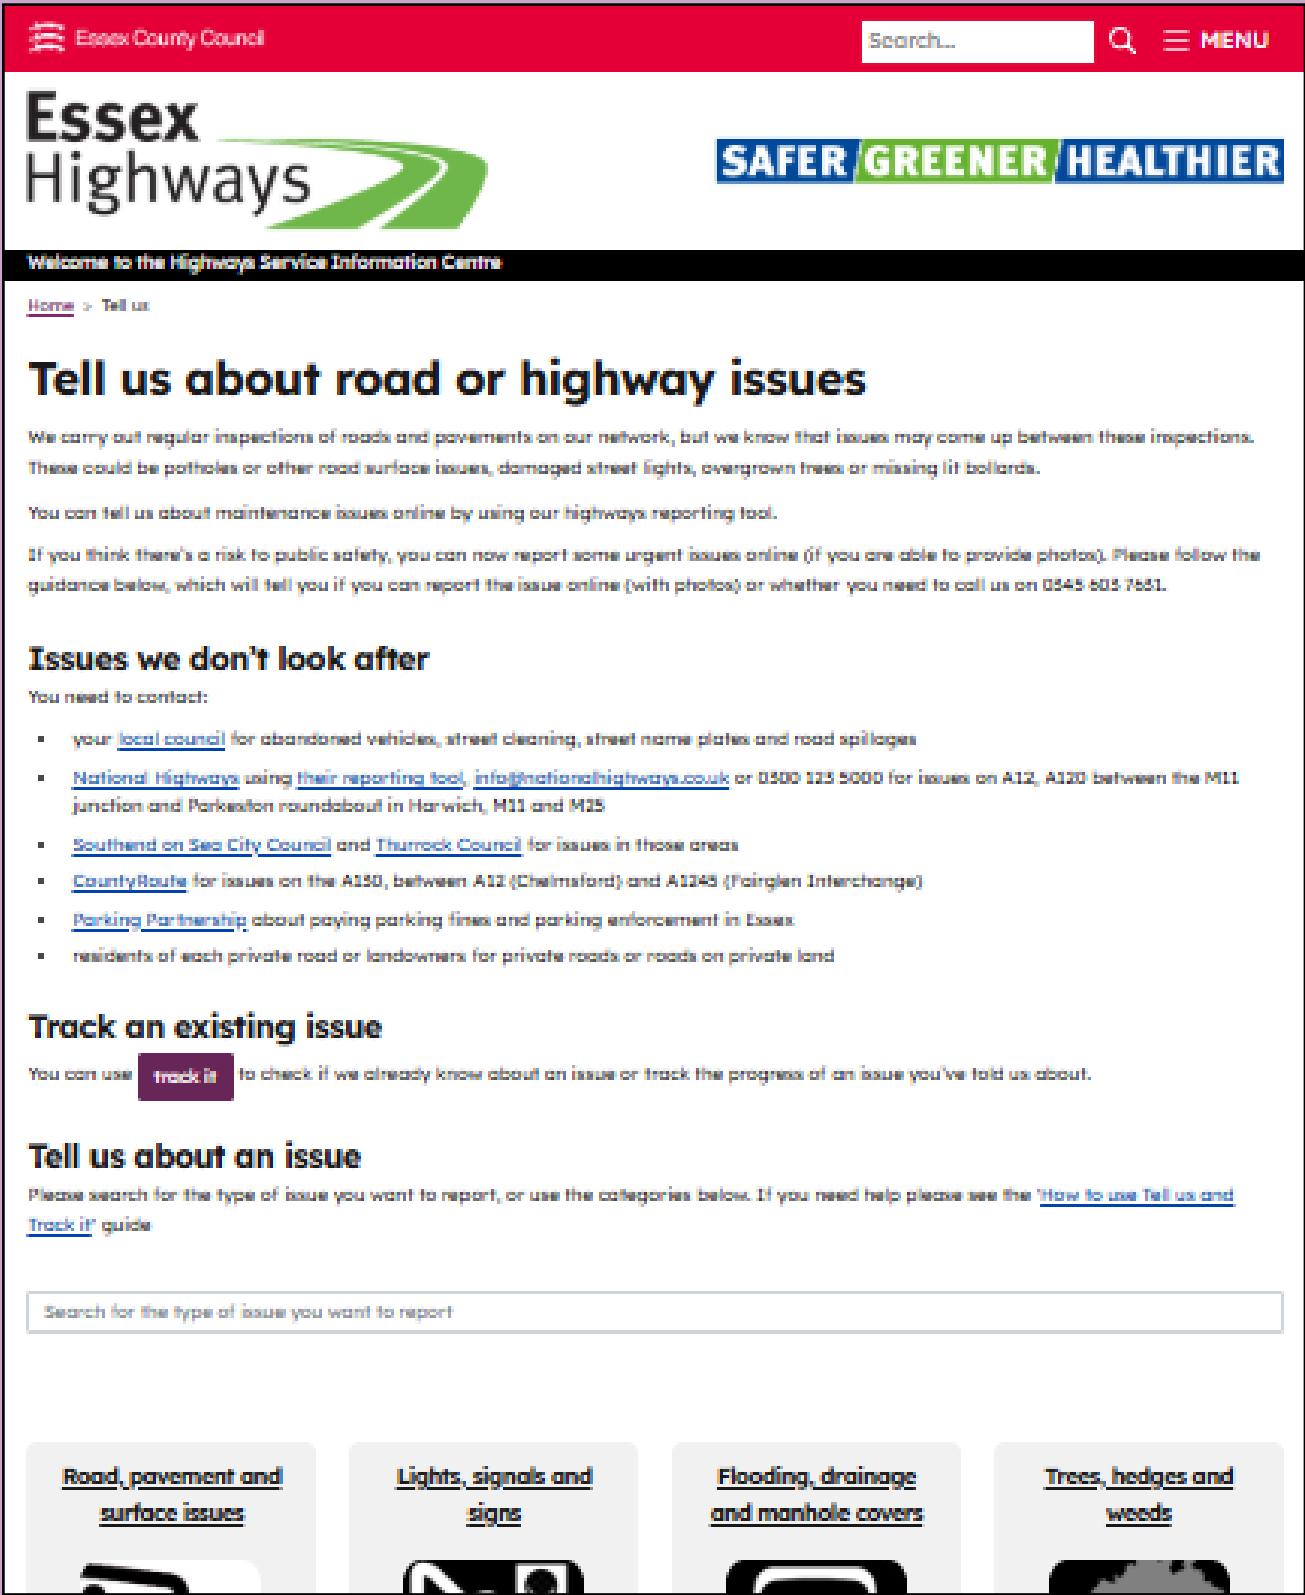 Essex County Council
Search...
MENU
Essex
Highways
SAFER GREENER HEALTHIER
Welcome to the Highways Service Information Centre
Home > Tell us
Tell us about road or highway issues
We carry out regular inspections of roads and pavements on our network, but we know that issues may come up between these inspections.
These could be potholes or other road surface issues, damaged street lights, overgrown trees or missing lit bollards.
You can tell us about maintenance issues online by using our highways reporting tool.
If you think there's a risk to public safety, you can now report some urgent issues online (if you are able to provide photos). Please follow the
guidance below, which will tell you if you can report the issue online (with photos) or whether you need to call us on 0345 603 7631.
Issues we don't look after
You need to contact:
your local council for abandoned vehicles, street cleaning, street name plates and road spillages
National Highways using their reporting tool, info@nationalhighways.co.uk or 0300 123 5000 for issues on A12, A120 between the M11
junction and Parkeston roundabout in Harwich, M11 and M25
Southend on Sea City Council and Thurrock Council for issues in those areas
CountyRoute for issues on the A130, between A12 (Chelmsford) and A1245 (Fairglen Interchange)
Parking Partnership about paying parking fines and parking enforcement in Essex
residents of each private road or landowners for private roads or roads on private land
Track an existing issue
You can use track it to check if we already know about an issue or track the progress of an issue you've told us about.
Tell us about an issue
Please search for the type of issue you want to report, or use the categories below. If you need help please see the 'How to use Tell us and
Track it' guide
Search for the type of issue you want to report
Road, pavement and
surface issues
Lights, signals and
signs
Flooding, drainage
and manhole covers
Trees, hedges and
weeds